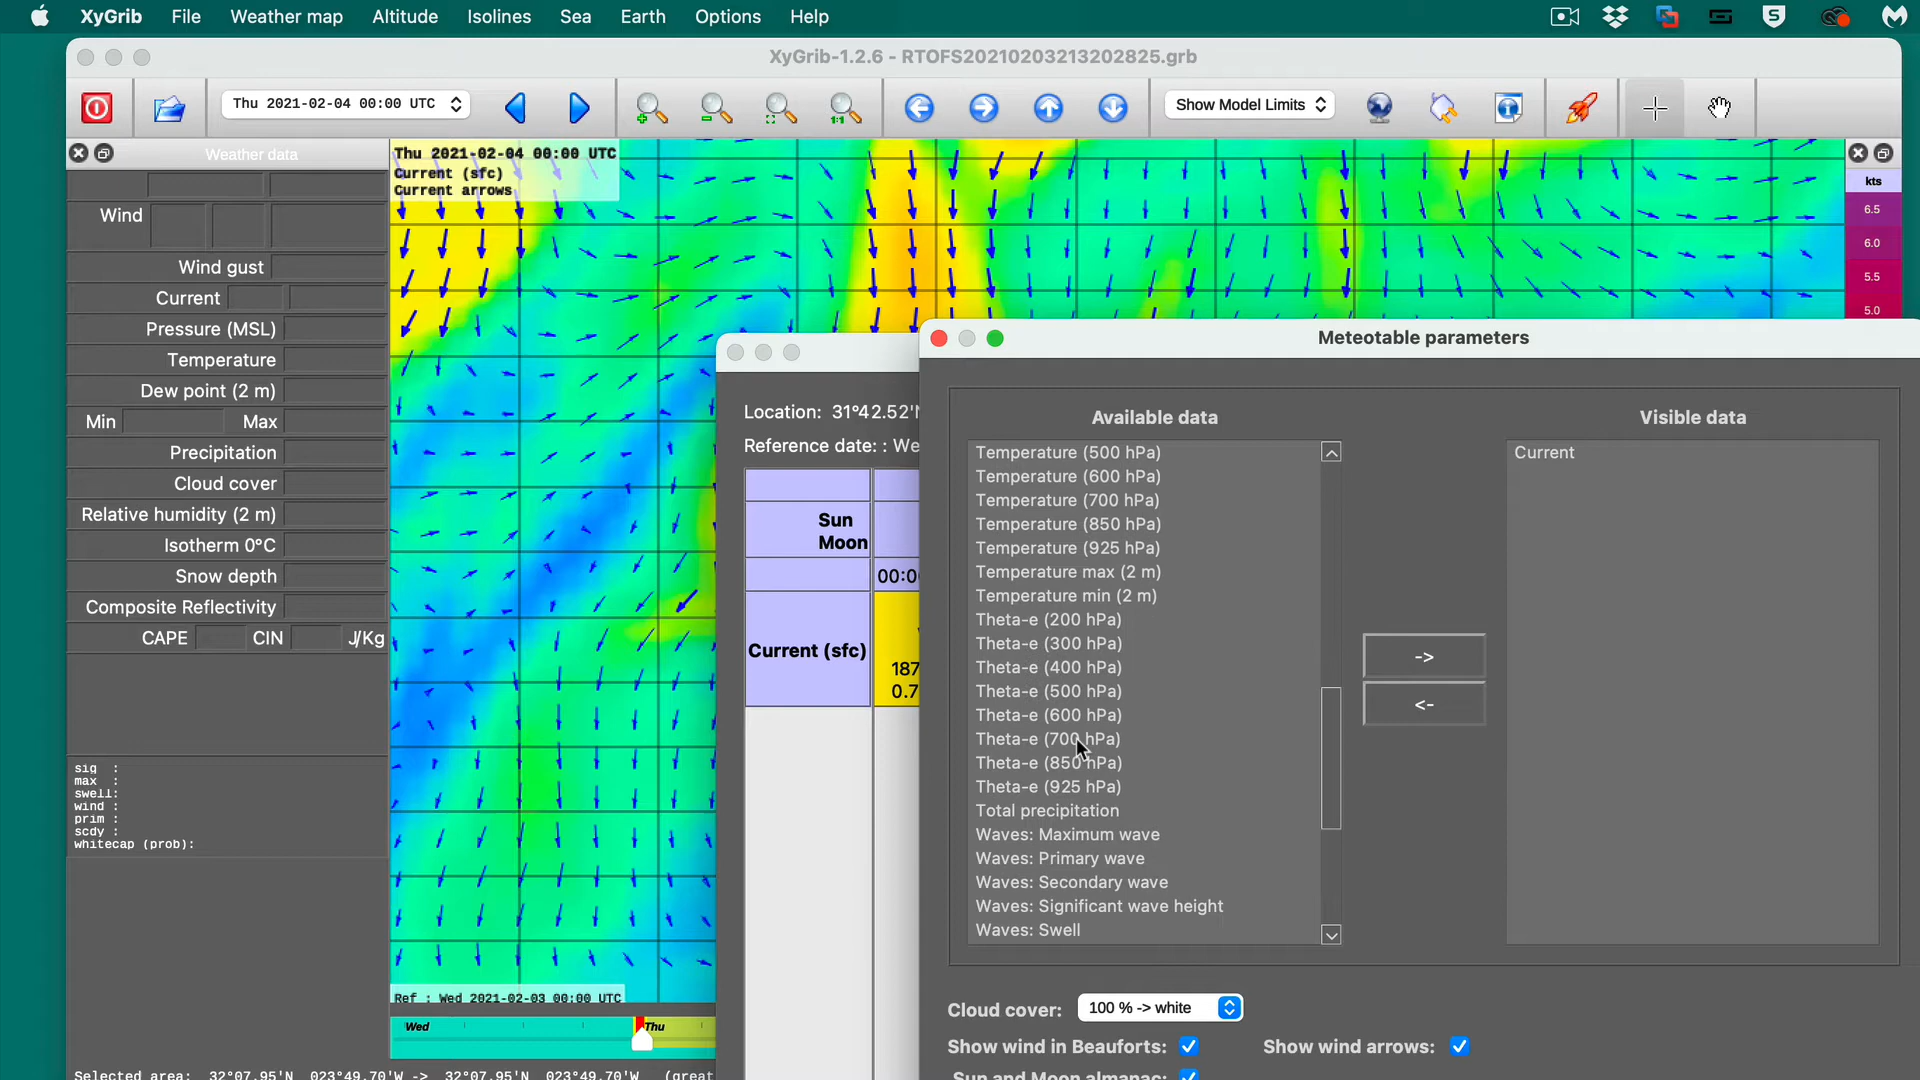 XyGrib File Weather map Altitude Isolines Sea Earth Options Help
XyGrib-1.2.6 - RTOFS20210203213202825.grb
Thu 2021-02-04 00:00 UTC
1:1
Show Model Limits
Weather data
Wind
Wind gust
Current
Pressure (MSL)
Temperature
Dew point (2 m)
Min Max
Precipitation
Cloud cover
Relative humidity (2 m)
Isotherm 0°C
Snow depth
Composite Reflectivity
CAPE CIN J/Kg
sig :
max :
swell:
wind :
prim :
scdy :
whitecap (prob):
Thu 2021-02-04 00:00 UTC
Current (sfc)
Current arrows
kts
6.5
6.0
5.5
5.0
Ref : Wed 2021-02-03 00:00 UTC
Wed Thu
Selected area: 32°07.95'N 023°49.70'W -> 32°07.95'N 023°49.70'W (great
Location: 31°42.52'N
Reference date: : We
Sun
Moon
00:00
Current (sfc)
187
0.7
Meteotable parameters
Available data
Temperature (500 hPa)
Temperature (600 hPa)
Temperature (700 hPa)
Temperature (850 hPa)
Temperature (925 hPa)
Temperature max (2 m)
Temperature min (2 m)
Theta-e (200 hPa)
Theta-e (300 hPa)
Theta-e (400 hPa)
Theta-e (500 hPa)
Theta-e (600 hPa)
Theta-e (700 hPa)
Theta-e (850 hPa)
Theta-e (925 hPa)
Total precipitation
Waves: Maximum wave
Waves: Primary wave
Waves: Secondary wave
Waves: Significant wave height
Waves: Swell
->
<-
Visible data
Current
Cloud cover: 100 % -> white
Show wind in Beauforts: Show wind arrows:
Sun and Moon almanac: